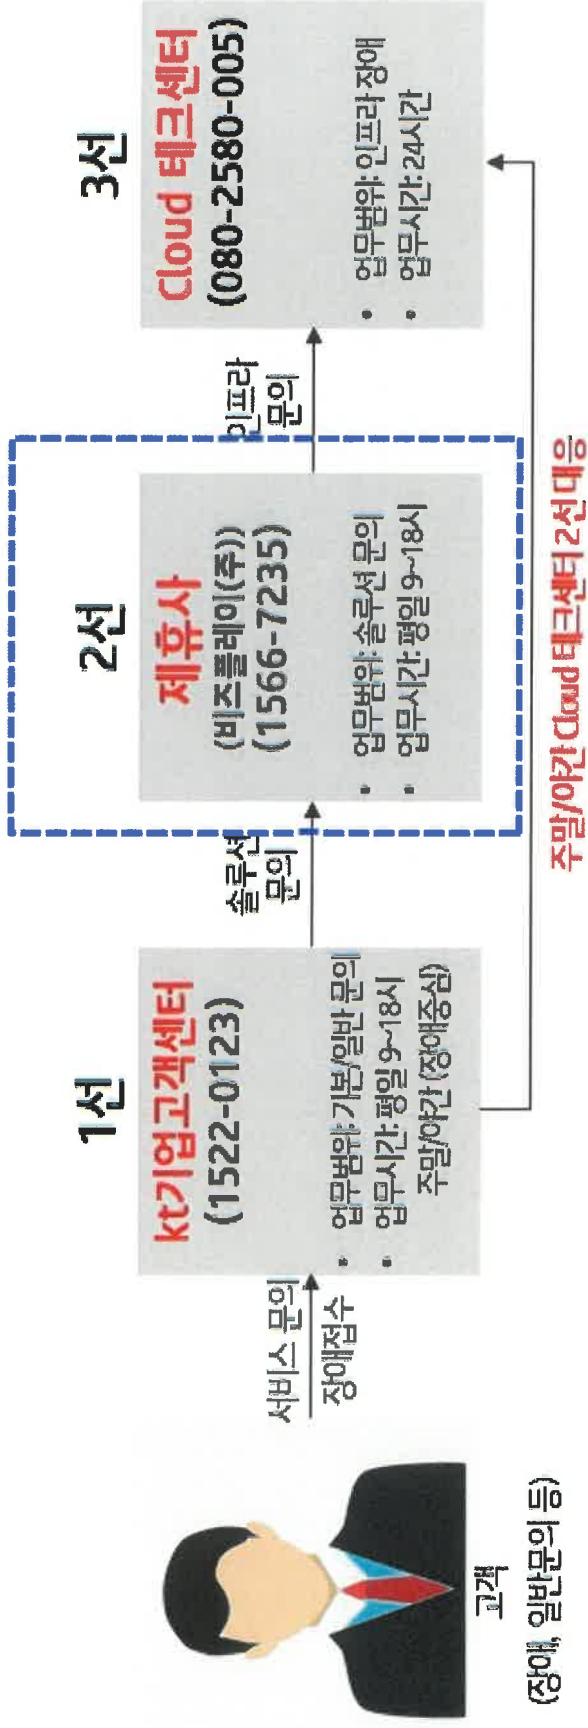 고객
(장애, 일반문의 등)
서비스 문의
장애접수
1선
kt기업고객센터
(1522-0123)
• 업무범위: 기본/일반 문의
• 업무시간: 평일 9~18시
주말/야간 (장애중심)
솔루션
문의
2선
제휴사
(비즈플레이(주))
(1566-7235)
• 업무범위: 솔루션 문의
• 업무시간: 평일 9~18시
인프라
문의
3선
Cloud 테크센터
(080-2580-005)
• 업무범위: 인프라 장애
• 업무시간: 24시간
주말/야간 Cloud 테크센터 2선 대응